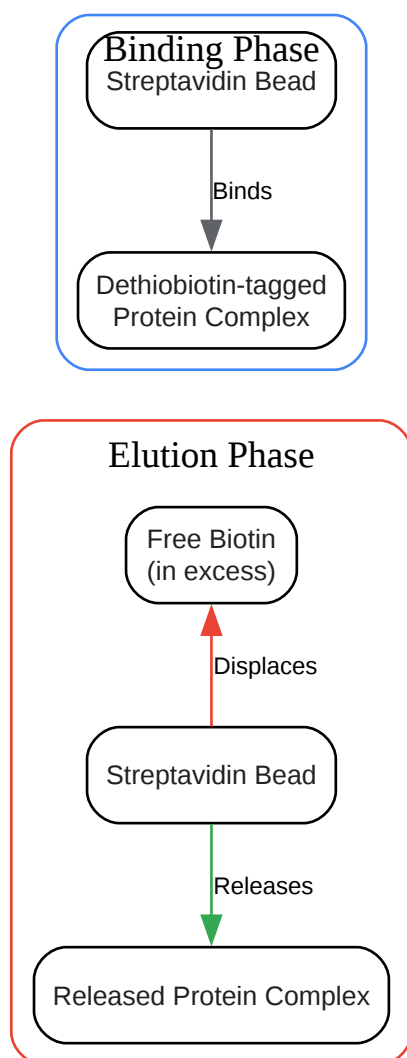 Binding Phase
Streptavidin Bead
Binds
Dethiobiotin-tagged
Protein Complex
Elution Phase
Free Biotin
(in excess)
Displaces
Streptavidin Bead
Releases
Released Protein Complex